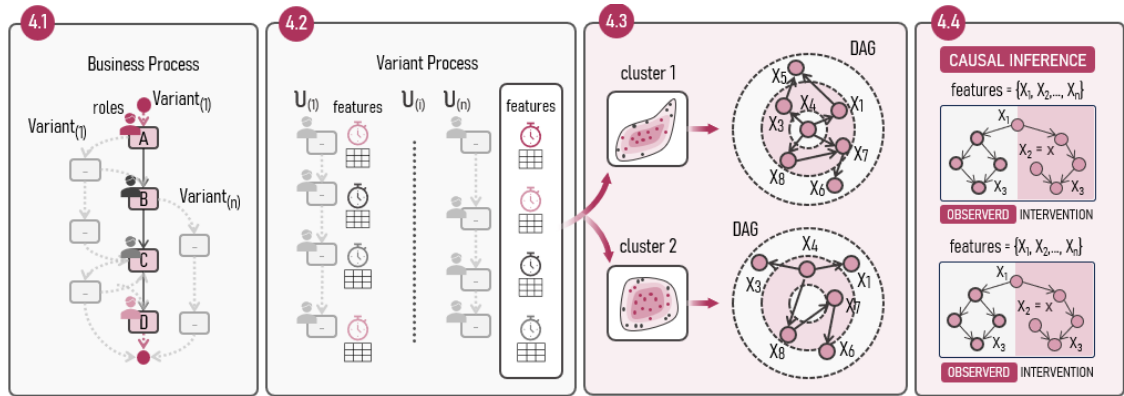 4.1
Business Process
Variant(1)
roles
Variant(1)
A
B
Variant(n)
C
D
4.2
Variant Process
U(1) features U(i) U(n) features
4.3
cluster 1
DAG
X5
X4
X1
X3
X7
X8
X6
cluster 2
DAG
X4
X3
X1
X7
X8
X6
4.4
CAUSAL INFERENCE
features = {X1, X2,..., Xn}
X1
X2 = x
X3
X3
OBSERVERD INTERVENTION
features = {X1, X2,..., Xn}
X1
X2 = x
X3
X3
OBSERVERD INTERVENTION